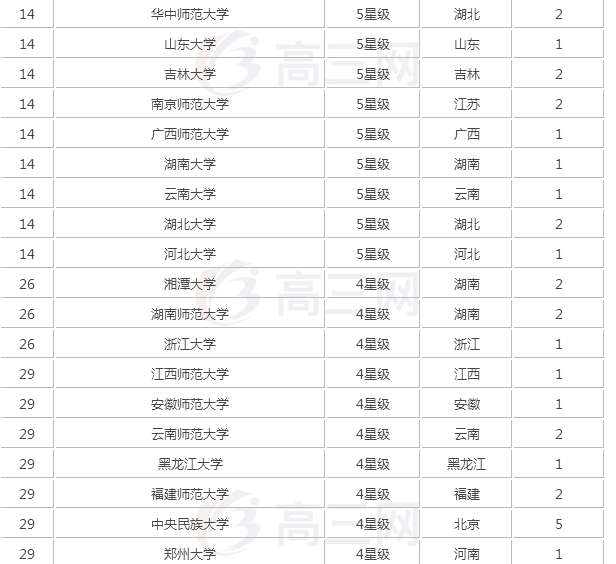 14 华中师范大学 5星级 湖北 2
14 山东大学 5星级 山东 1
14 吉林大学 5星级 吉林 2
14 南京师范大学 5星级 江苏 2
14 广西师范大学 5星级 广西 1
14 湖南大学 5星级 湖南 1
14 云南大学 5星级 云南 1
14 湖北大学 5星级 湖北 2
14 河北大学 5星级 河北 1
26 湘潭大学 4星级 湖南 2
26 湖南师范大学 4星级 湖南 2
26 浙江大学 4星级 浙江 1
29 江西师范大学 4星级 江西 1
29 安徽师范大学 4星级 安徽 1
29 云南师范大学 4星级 云南 2
29 黑龙江大学 4星级 黑龙江 1
29 福建师范大学 4星级 福建 2
29 中央民族大学 4星级 北京 5
29 郑州大学 4星级 河南 1
高三网
高三网
高三网